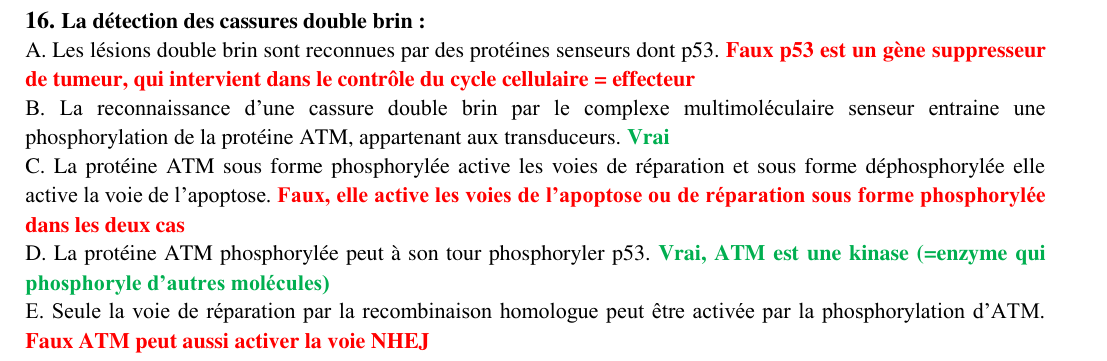 16. La détection des cassures double brin :
A. Les lésions double brin sont reconnues par des protéines senseurs dont p53. Faux p53 est un gène suppresseur
de tumeur, qui intervient dans le contrôle du cycle cellulaire = effecteur
B. La reconnaissance d’une cassure double brin par le complexe multimoléculaire senseur entraine une
phosphorylation de la protéine ATM, appartenant aux transduceurs. Vrai
C. La protéine ATM sous forme phosphorylée active les voies de réparation et sous forme déphosphorylée elle
active la voie de l’apoptose. Faux, elle active les voies de l’apoptose ou de réparation sous forme phosphorylée
dans les deux cas
D. La protéine ATM phosphorylée peut à son tour phosphoryler p53. Vrai, ATM est une kinase (=enzyme qui
phosphoryle d’autres molécules)
E. Seule la voie de réparation par la recombinaison homologue peut être activée par la phosphorylation d’ATM.
Faux ATM peut aussi activer la voie NHEJ